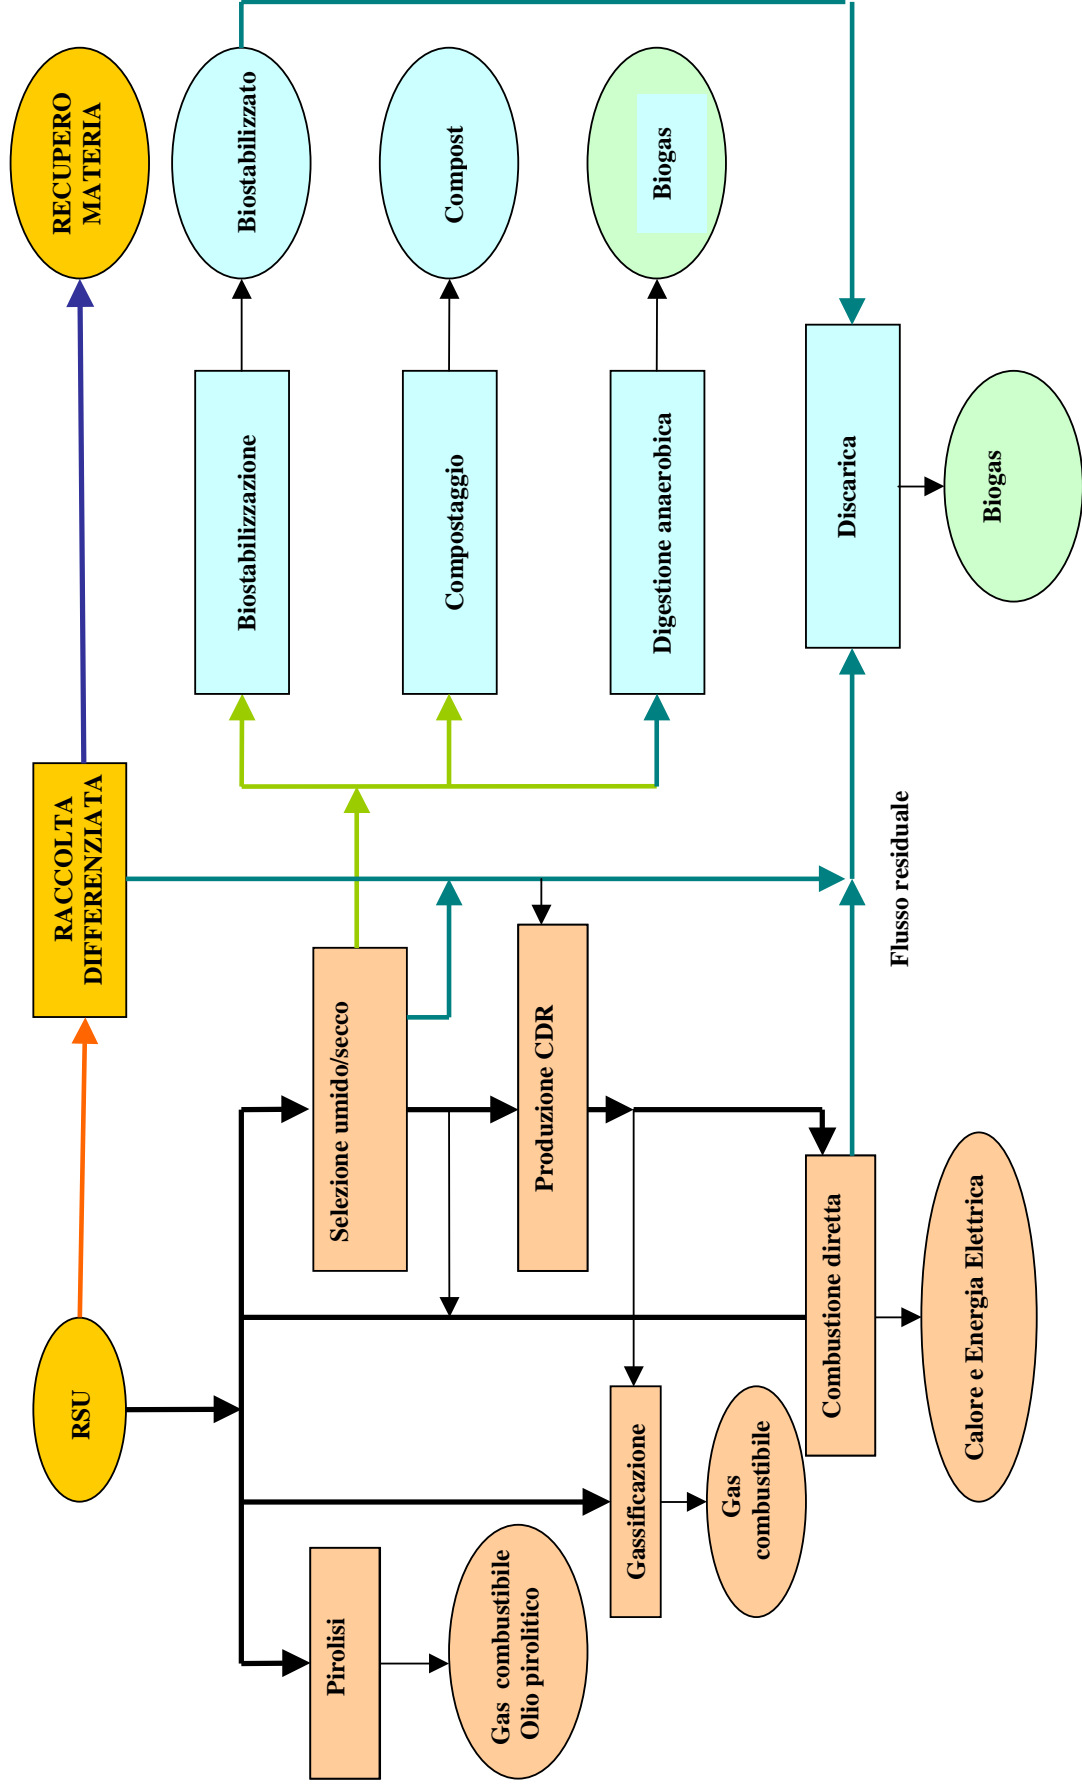 RSU
RACCOLTA
DIFFERENZIATA
RECUPERO
MATERIA
Pirolisi
Selezione umido/secco
Biostabilizzazione
Biostabilizzato
Gas combustibile
Olio pirolitico
Produzione CDR
Compostaggio
Compost
Gassificazione
Digestione anaerobica
Biogas
Gas
combustibile
Combustione diretta
Discarica
Flusso residuale
Calore e Energia Elettrica
Biogas